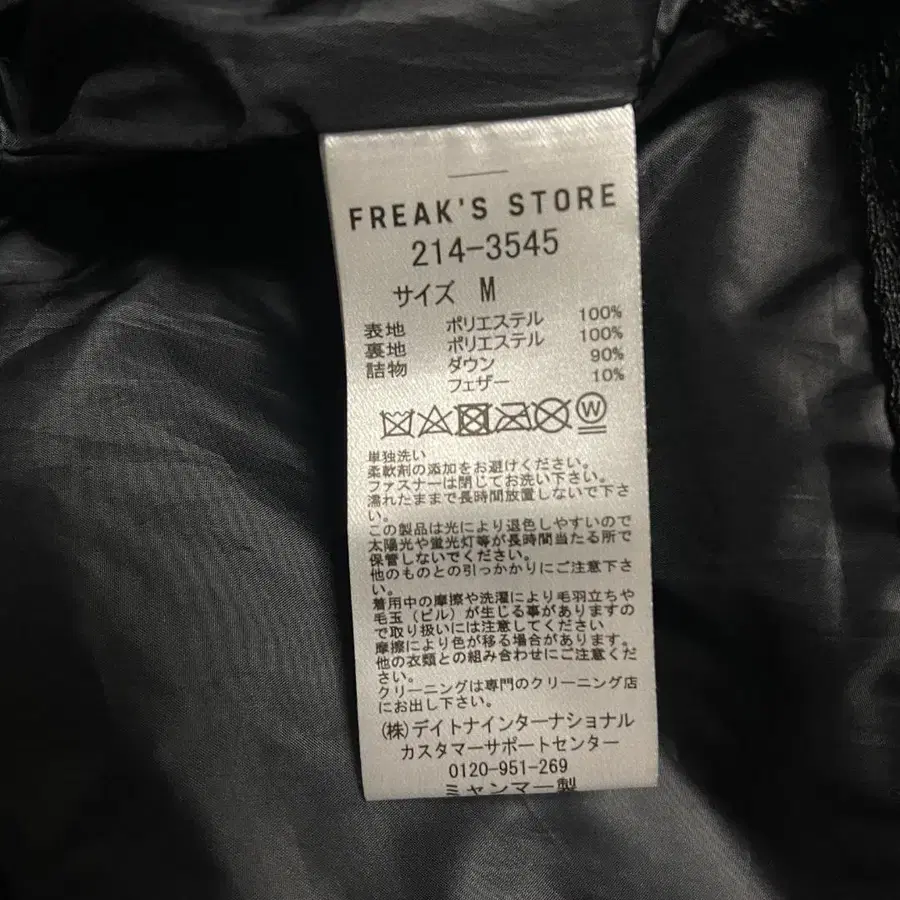 FREAK'S STORE
214-3545
サイズ M
表地 ポリエステル 100%
裏地 ポリエステル 100%
詰物 ダウン 90%
フェザー 10%
W
単独洗い
柔軟剤の添加をお避けください。
ファスナーは閉じてお洗い下さい。
濡れたままで長時間放置しないで下さ
い。
この製品は光により退色しやすいので
太陽光や蛍光灯等が長時間当たる所で
保管しないでください。
他のものとの引っかかりにご注意下さ
い。
着用中の摩擦や洗濯により毛羽立ちや
毛玉（ピル）が生じる事がありますの
で取り扱いには注意してください
摩擦により色が移る場合があります。
他の衣類との組み合わせにご注意くだ
さい。
クリーニングは専門のクリーニング店
にお出し下さい。
(株)デイトナインターナショナル
カスタマーサポートセンター
0120-951-269
ミャンマー製